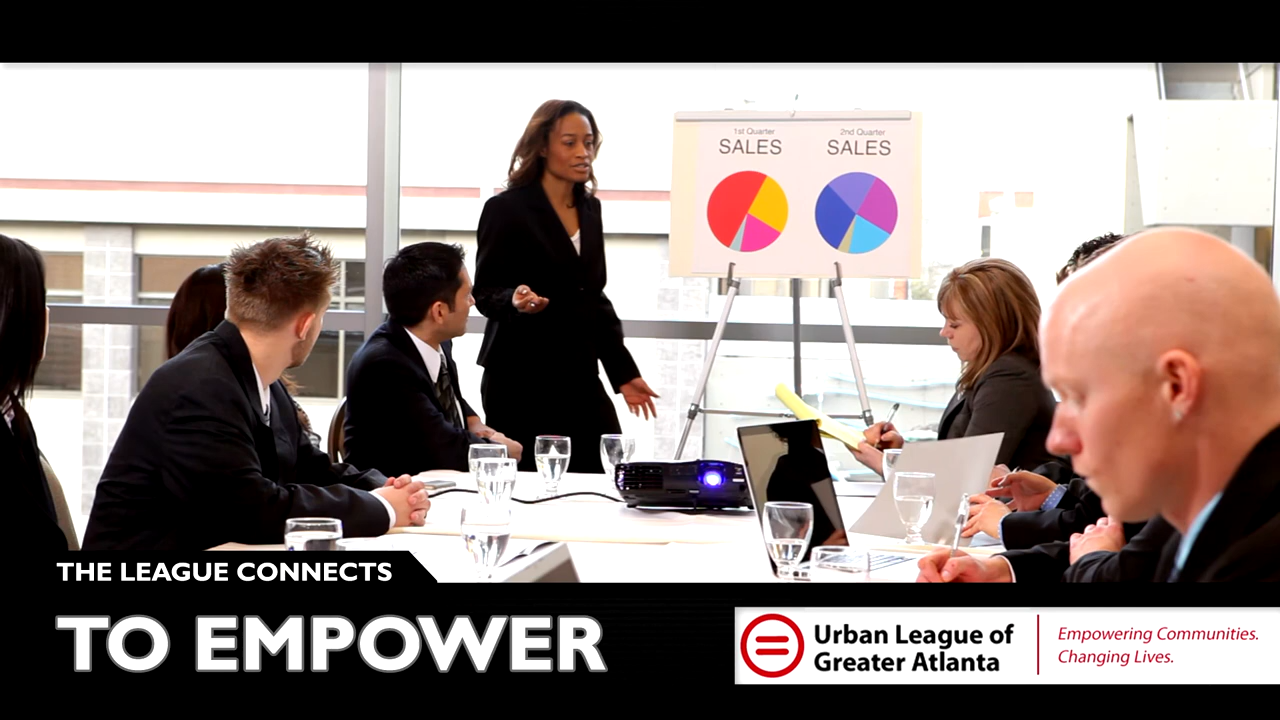 1st Quarter
SALES
2nd Quarter
SALES
THE LEAGUE CONNECTS
TO EMPOWER
Urban League of
Greater Atlanta
Empowering Communities.
Changing Lives.